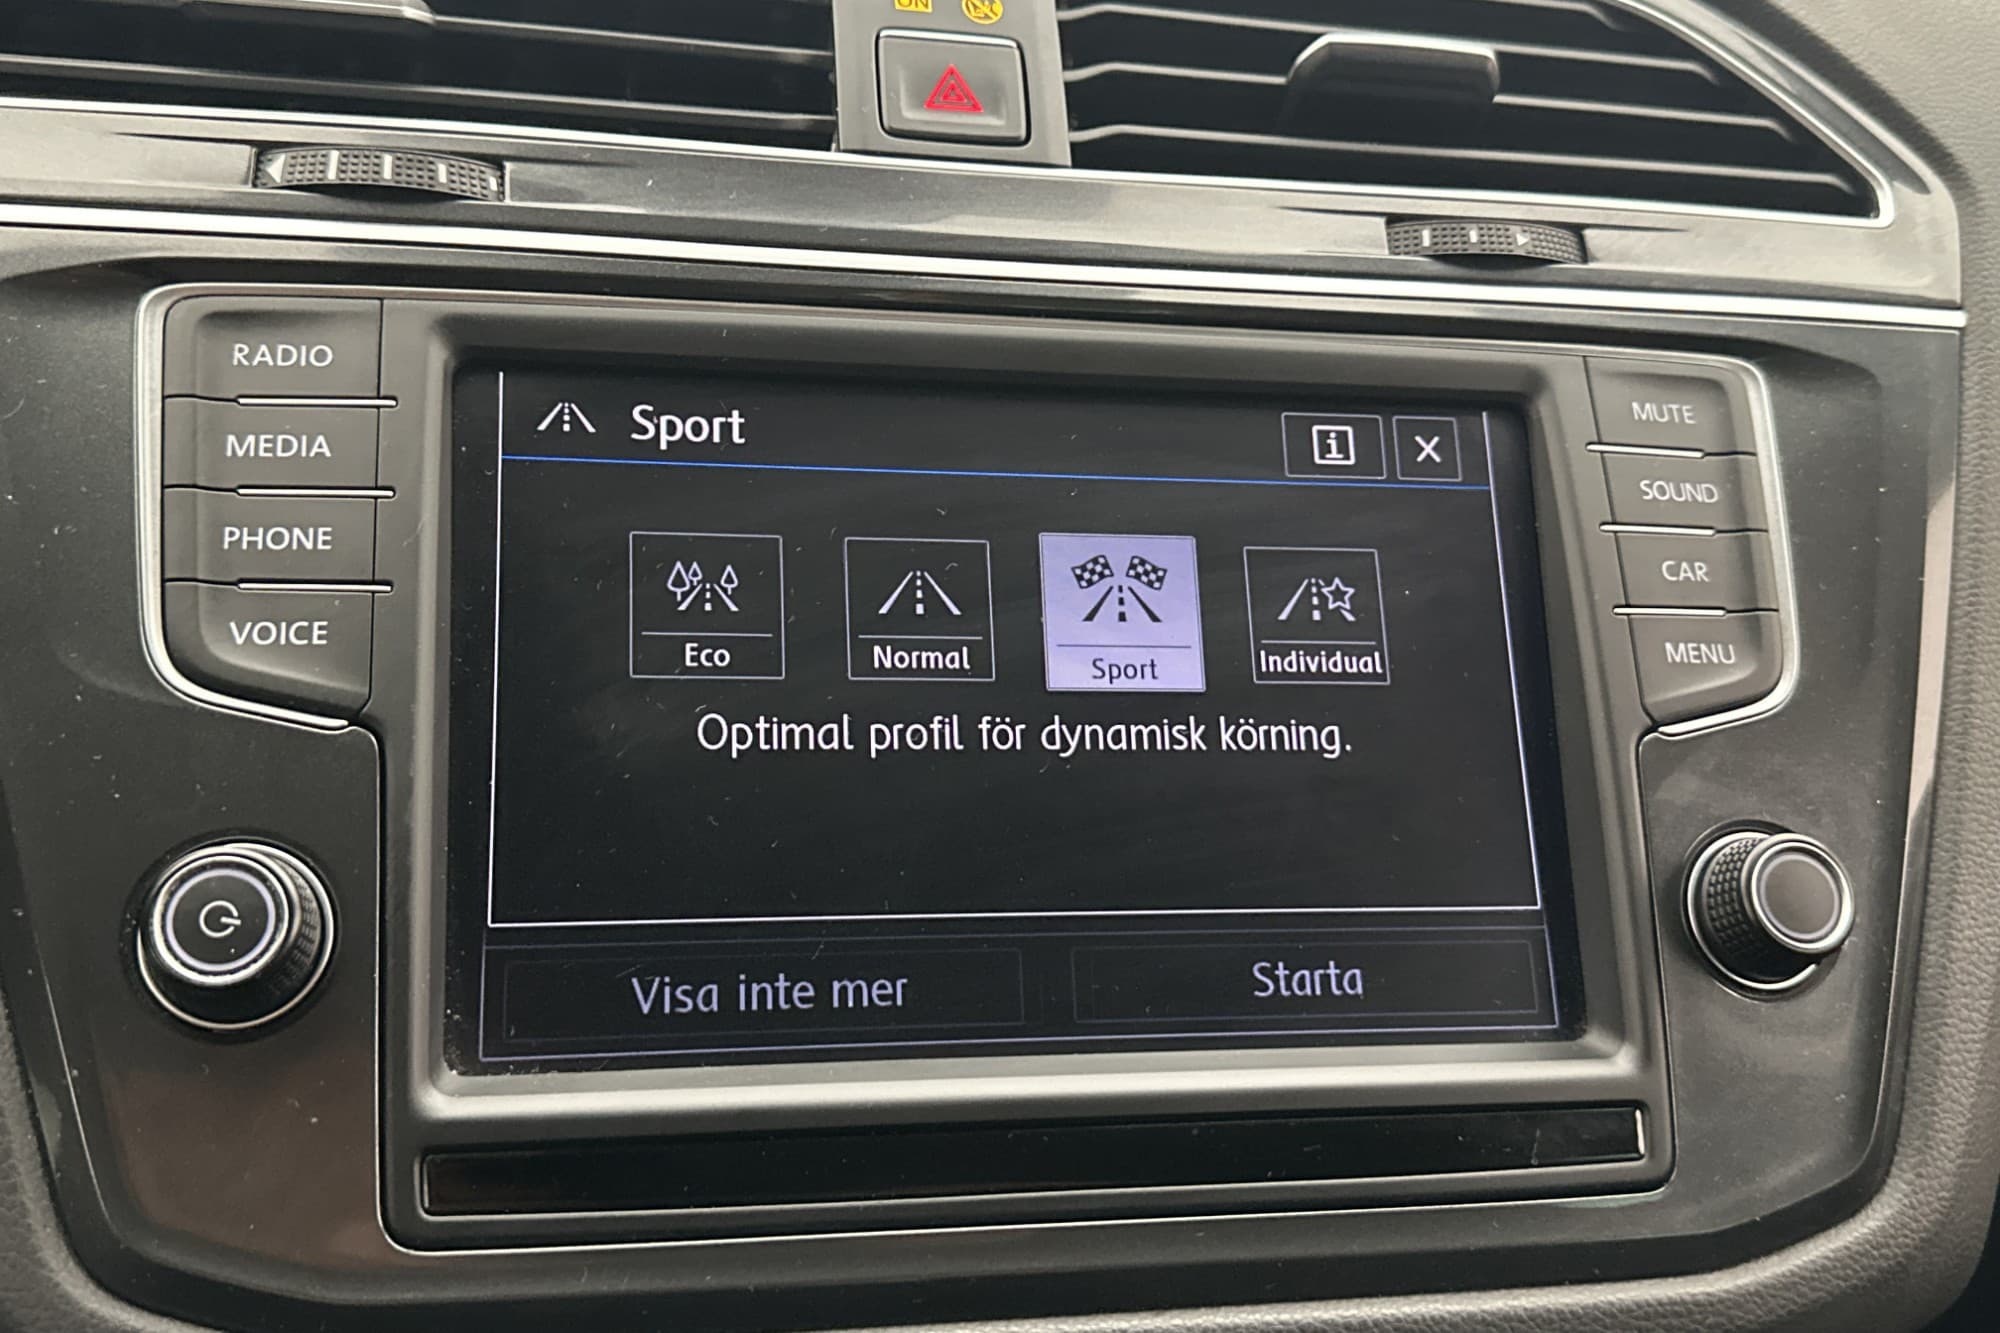 ON
RADIO
MEDIA
PHONE
VOICE
Sport
i X
Eco
Normal
Sport
Individual
Optimal profil för dynamisk körning.
Visa inte mer
Starta
MUTE
SOUND
CAR
MENU